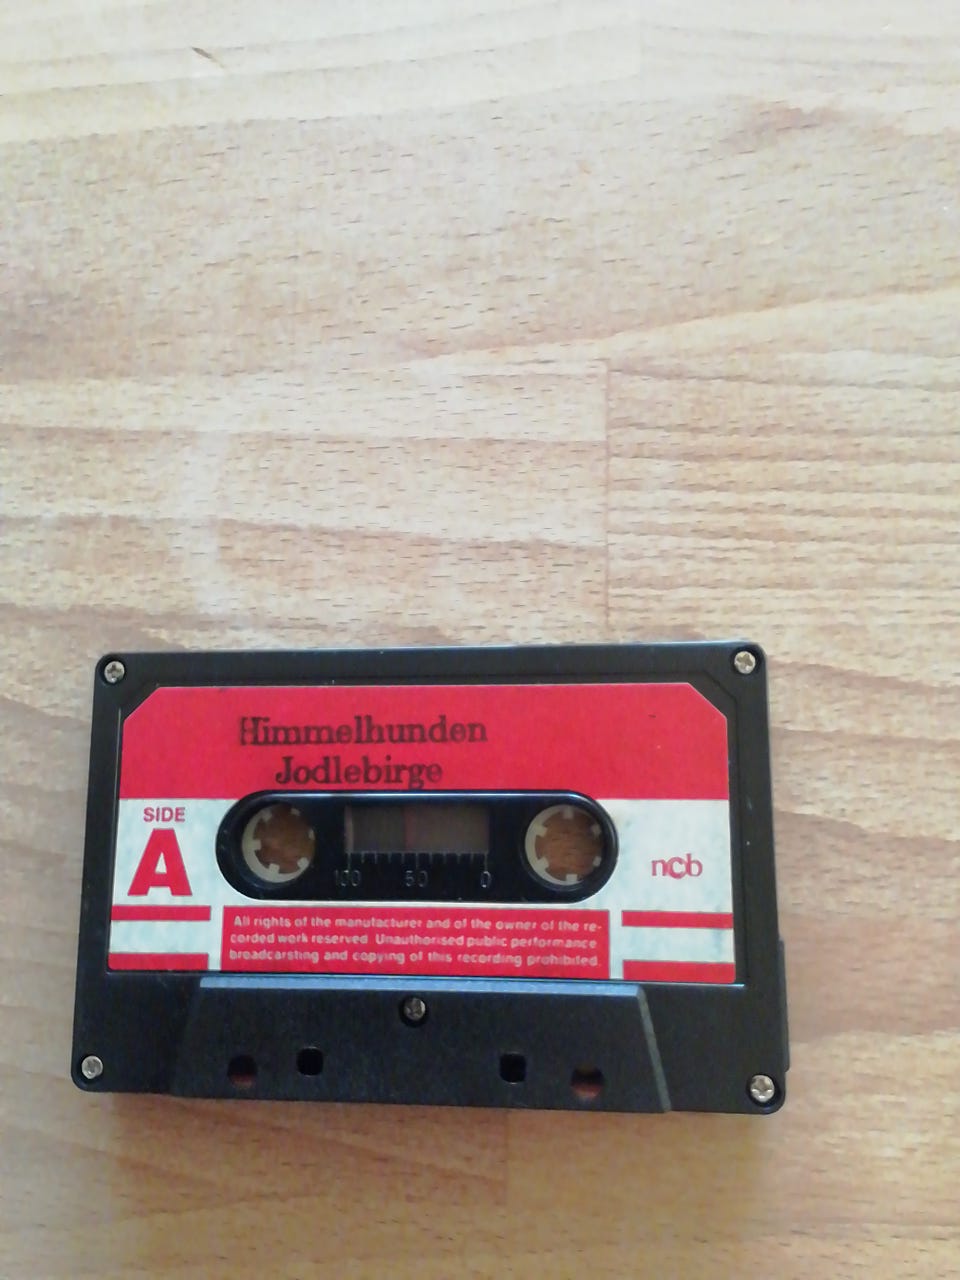 Himmelhunden
Jodlebirge
SIDE
A
100 50 0
ncb
All rights of the manufacturer and of the owner of the re-
corded work reserved. Unauthorised public performance
broadcarsting and copying of this recording prohibited.